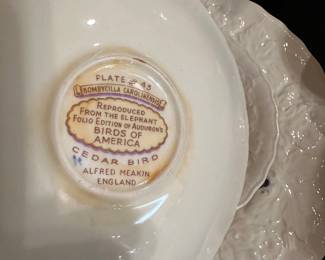 PLATE 43
BOMBYCILLA CAROLINENSIS
REPRODUCED
FROM THE ELEPHANT
FOLIO EDITION OF AUDUBON'S
BIRDS OF
AMERICA
CEDAR BIRD
ALFRED MEAKIN
ENGLAND